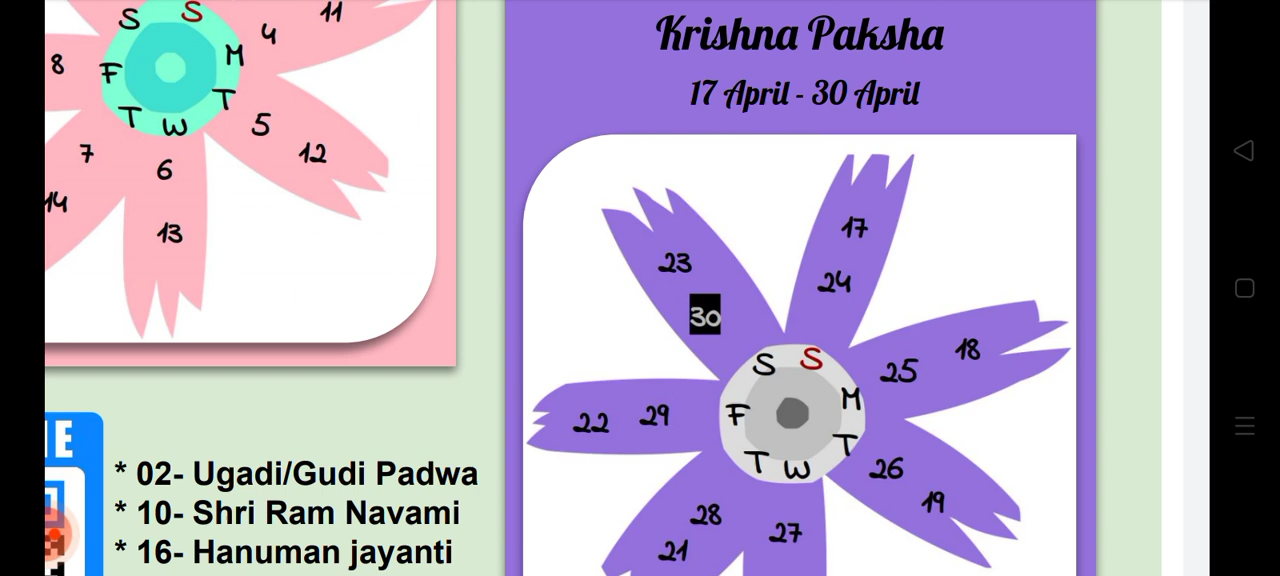 S S
11
4
8
F M
T W T
5
7
6
12
14
13
Krishna Paksha
17 April - 30 April
17
23
24
30
18
25
S S
F M
T W T
22 29
26
19
28
27
21
E
* 02- Ugadi/Gudi Padwa
* 10- Shri Ram Navami
* 16- Hanuman jayanti